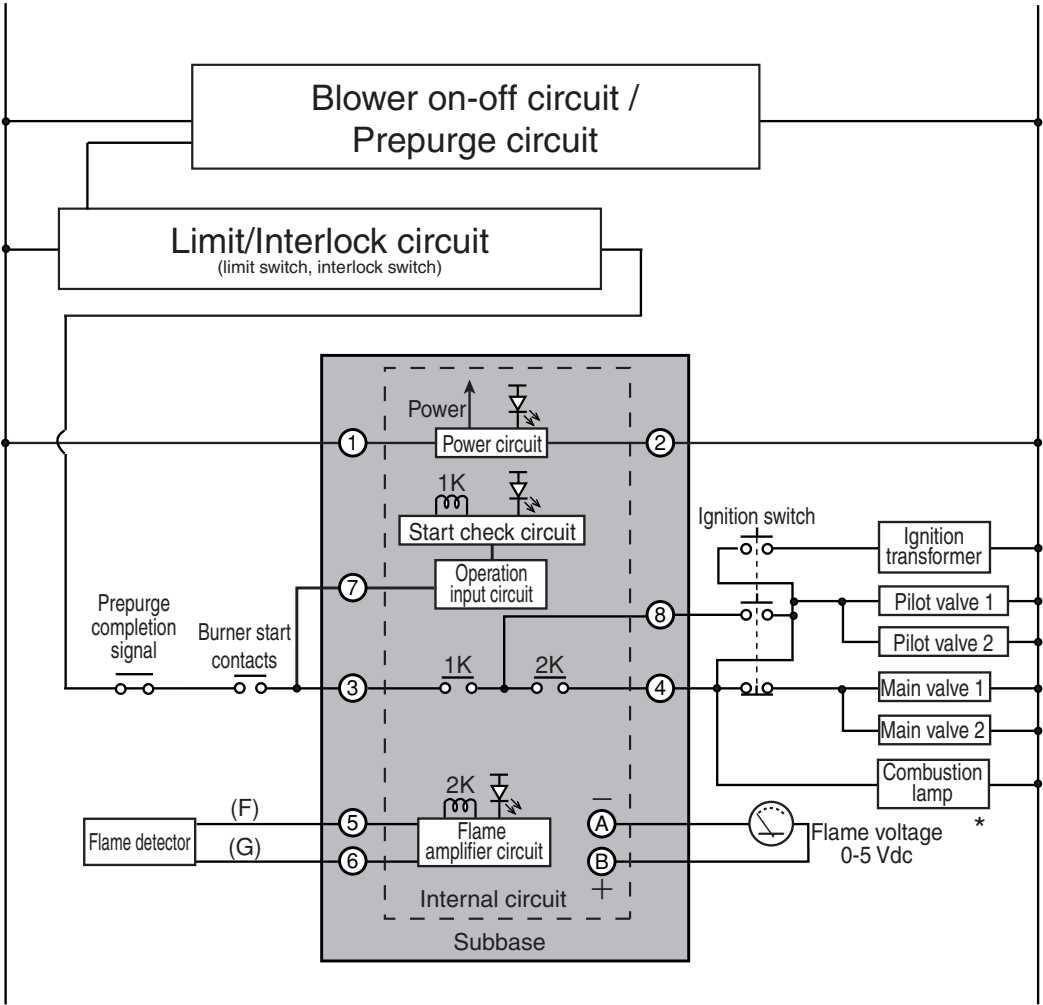 Blower on-off circuit /
Prepurge circuit
Limit/Interlock circuit
(limit switch, interlock switch)
Power
1
Power circuit
2
1K
Start check circuit
Ignition switch
Ignition
transformer
7
Operation
input circuit
8
Pilot valve 1
Pilot valve 2
Prepurge
completion
signal
Burner start
contacts
3
1K
2K
4
Main valve 1
Main valve 2
Combustion
lamp
*
2K
Flame detector
(F)
(G)
5
6
Flame
amplifier circuit
−
A
B
+
Flame voltage
0-5 Vdc
Internal circuit
Subbase